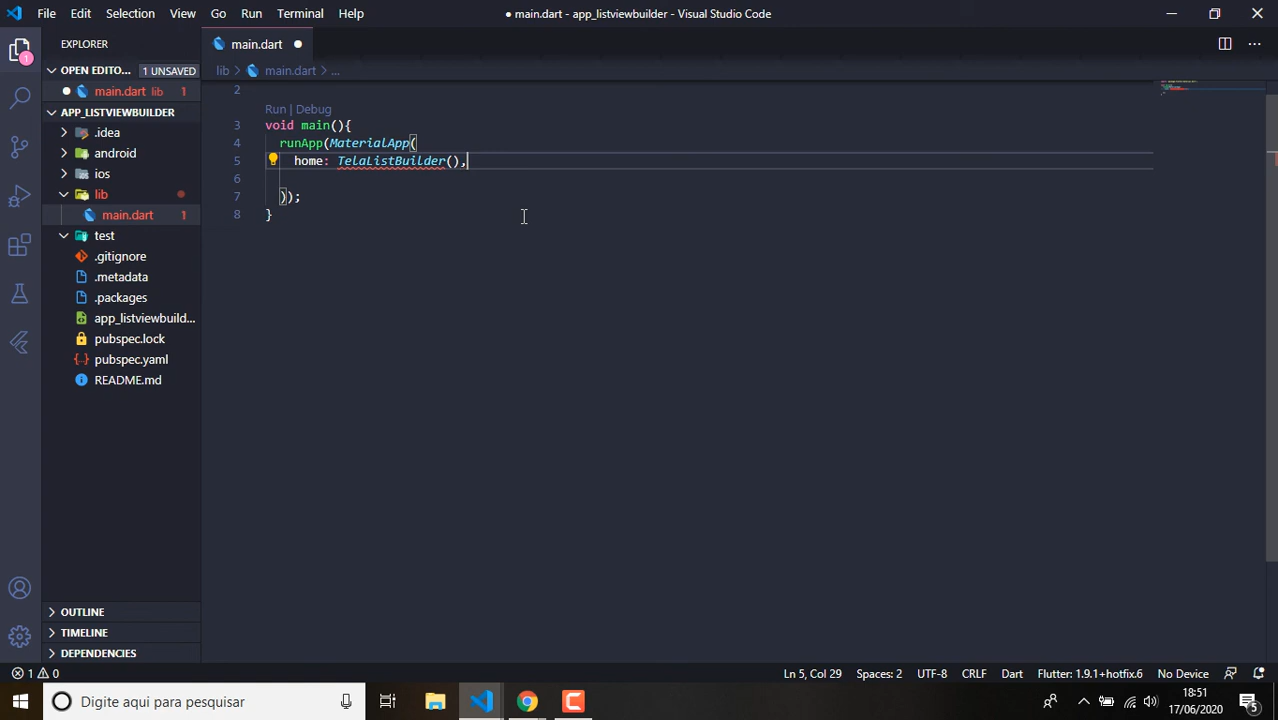 File Edit Selection View Go Run Terminal Help
● main.dart - app_listviewbuilder - Visual Studio Code
EXPLORER
main.dart
OPEN EDITO... 1 UNSAVED
lib > main.dart > ...
main.dart lib 1
APP_LISTVIEWBUILDER
.idea
android
ios
lib
main.dart 1
test
.gitignore
.metadata
.packages
app_listviewbuild...
pubspec.lock
pubspec.yaml
README.md
OUTLINE
TIMELINE
DEPENDENCIES
1
2
Run | Debug
3 void main(){
4 runApp(MaterialApp(
5 home: TelaListBuilder(),
6
7 ));
8 }
1 0
Ln 5, Col 29 Spaces: 2 UTF-8 CRLF Dart Flutter: 1.9.1+hotfix.6 No Device
Digite aqui para pesquisar
18:51
17/06/2020
5